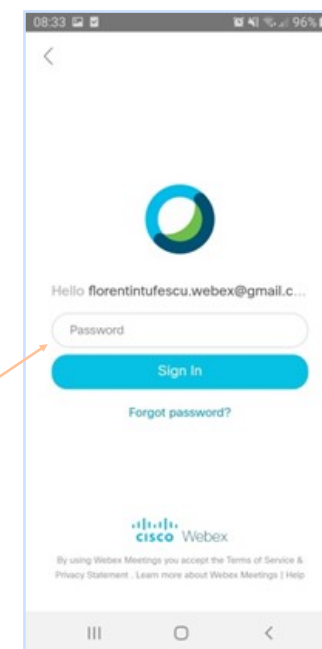 08:33 96%
Hello florentintufescu.webex@gmail.c...
Password
Sign In
Forgot password?
cisco Webex
By using Webex Meetings you accept the Terms of Service &
Privacy Statement . Learn more about Webex Meetings | Help